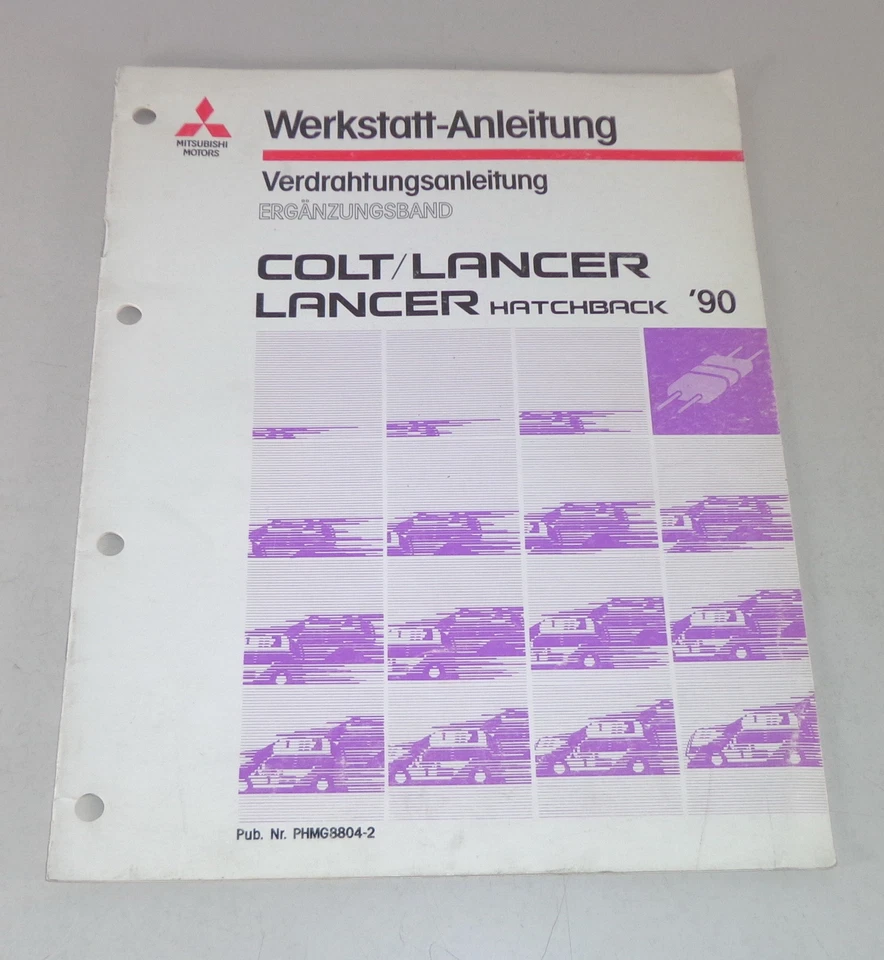 MITSUBISHI
MOTORS
Werkstatt-Anleitung
Verdrahtungsanleitung
ERGÄNZUNGSBAND
COLT/LANCER
LANCER HATCHBACK '90
Pub. Nr. PHMG8804-2